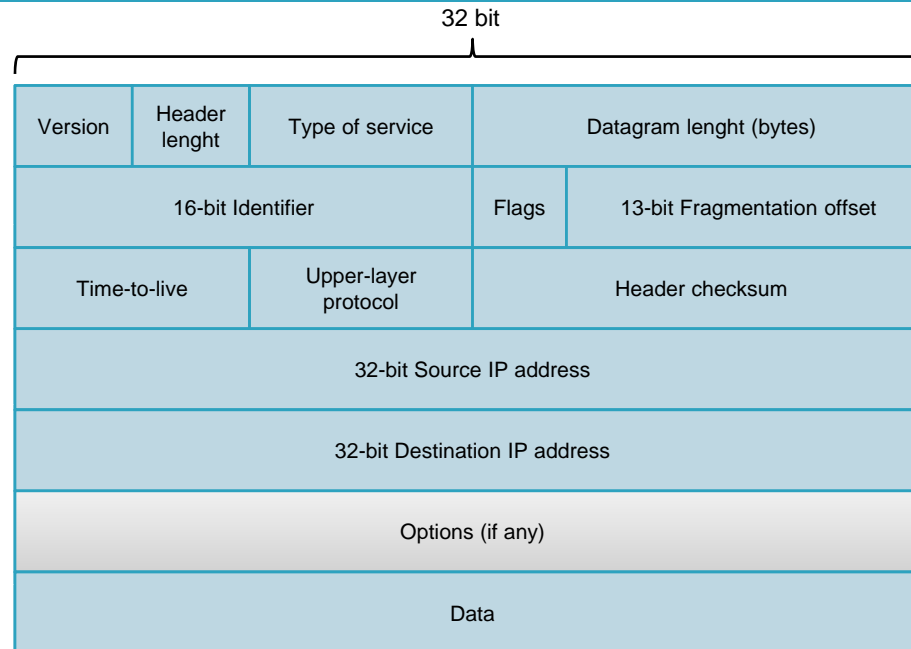 32 bit
Version
Header
lenght
Type of service
Datagram lenght (bytes)
16-bit Identifier
Flags
13-bit Fragmentation offset
Time-to-live
Upper-layer
protocol
Header checksum
32-bit Source IP address
32-bit Destination IP address
Options (if any)
Data